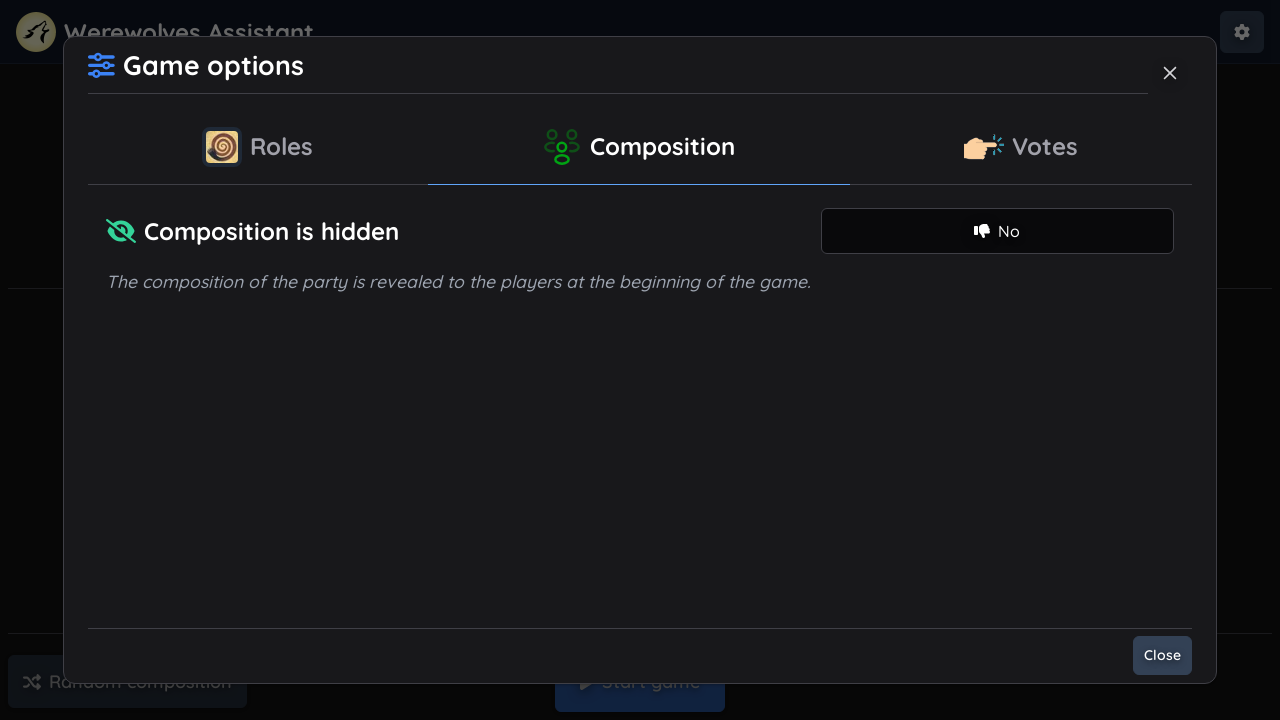 Werewolves Assistant
Game options
Roles
Composition
Votes
Composition is hidden
No
The composition of the party is revealed to the players at the beginning of the game.
Close
Random composition
Start game